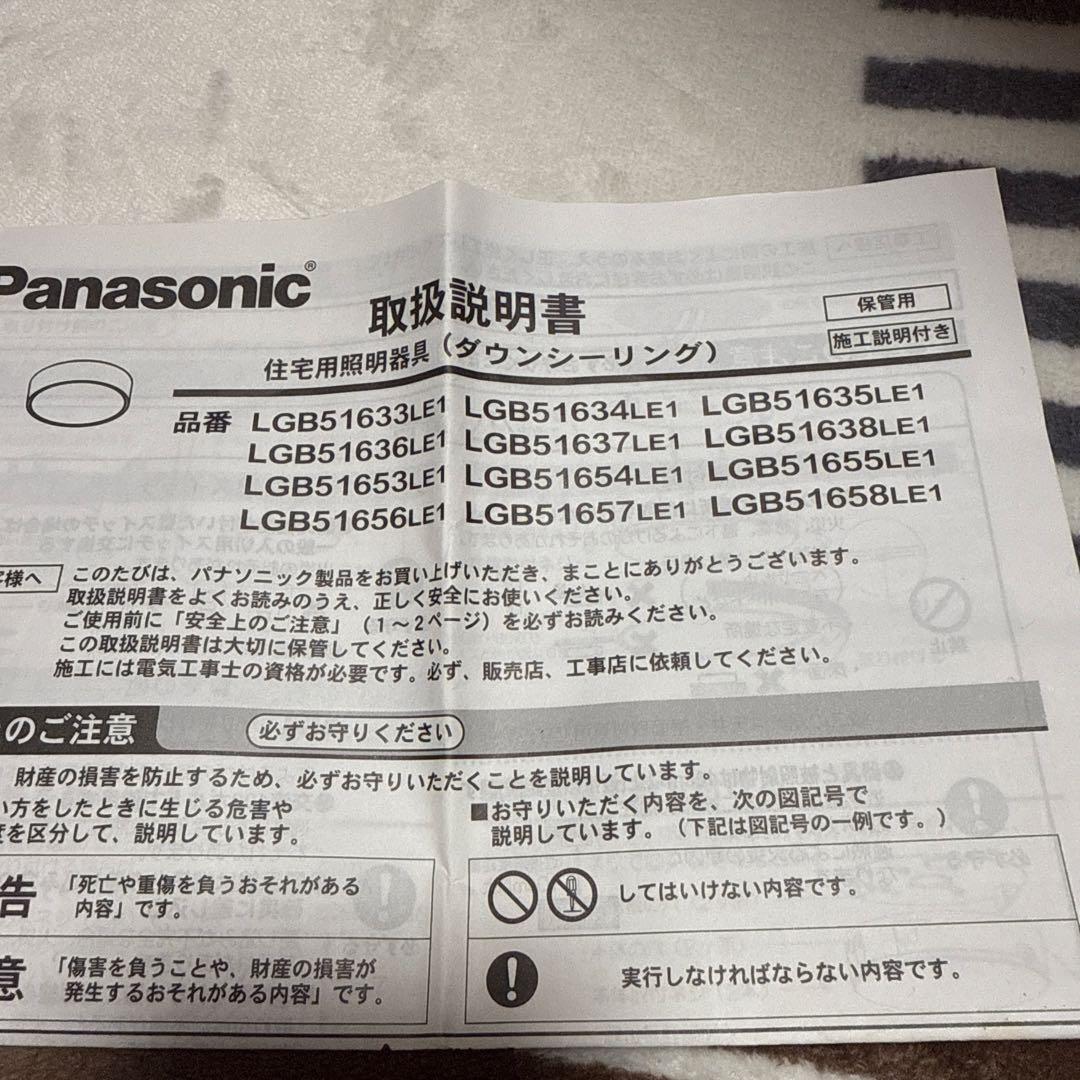 Panasonic®
取扱説明書
保管用
住宅用照明器具(ダウンシーリング)
施工説明付き
品番 LGB51633LE1 LGB51634LE1 LGB51635LE1
LGB51636LE1 LGB51637LE1 LGB51638LE1
LGB51653LE1 LGB51654LE1 LGB51655LE1
LGB51656LE1 LGB51657LE1 LGB51658LE1
客様へ このたびは、パナソニック製品をお買い上げいただき、まことにありがとうございます。
取扱説明書をよくお読みのうえ、正しく安全にお使いください。
ご使用前に「安全上のご注意」(1〜2ページ)を必ずお読みください。
この取扱説明書は大切に保管してください。
施工には電気工事士の資格が必要です。必ず、販売店、工事店に依頼してください。
のご注意 必ずお守りください
財産の損害を防止するため、必ずお守りいただくことを説明しています。
い方をしたときに生じる危害や
度を区分して、説明しています。
■お守りいただく内容を、次の図記号で
説明しています。(下記は図記号の一例です。)
告 「死亡や重傷を負うおそれがある
内容」です。
してはいけない内容です。
意 「傷害を負うことや、財産の損害が
発生するおそれがある内容」です。
実行しなければならない内容です。